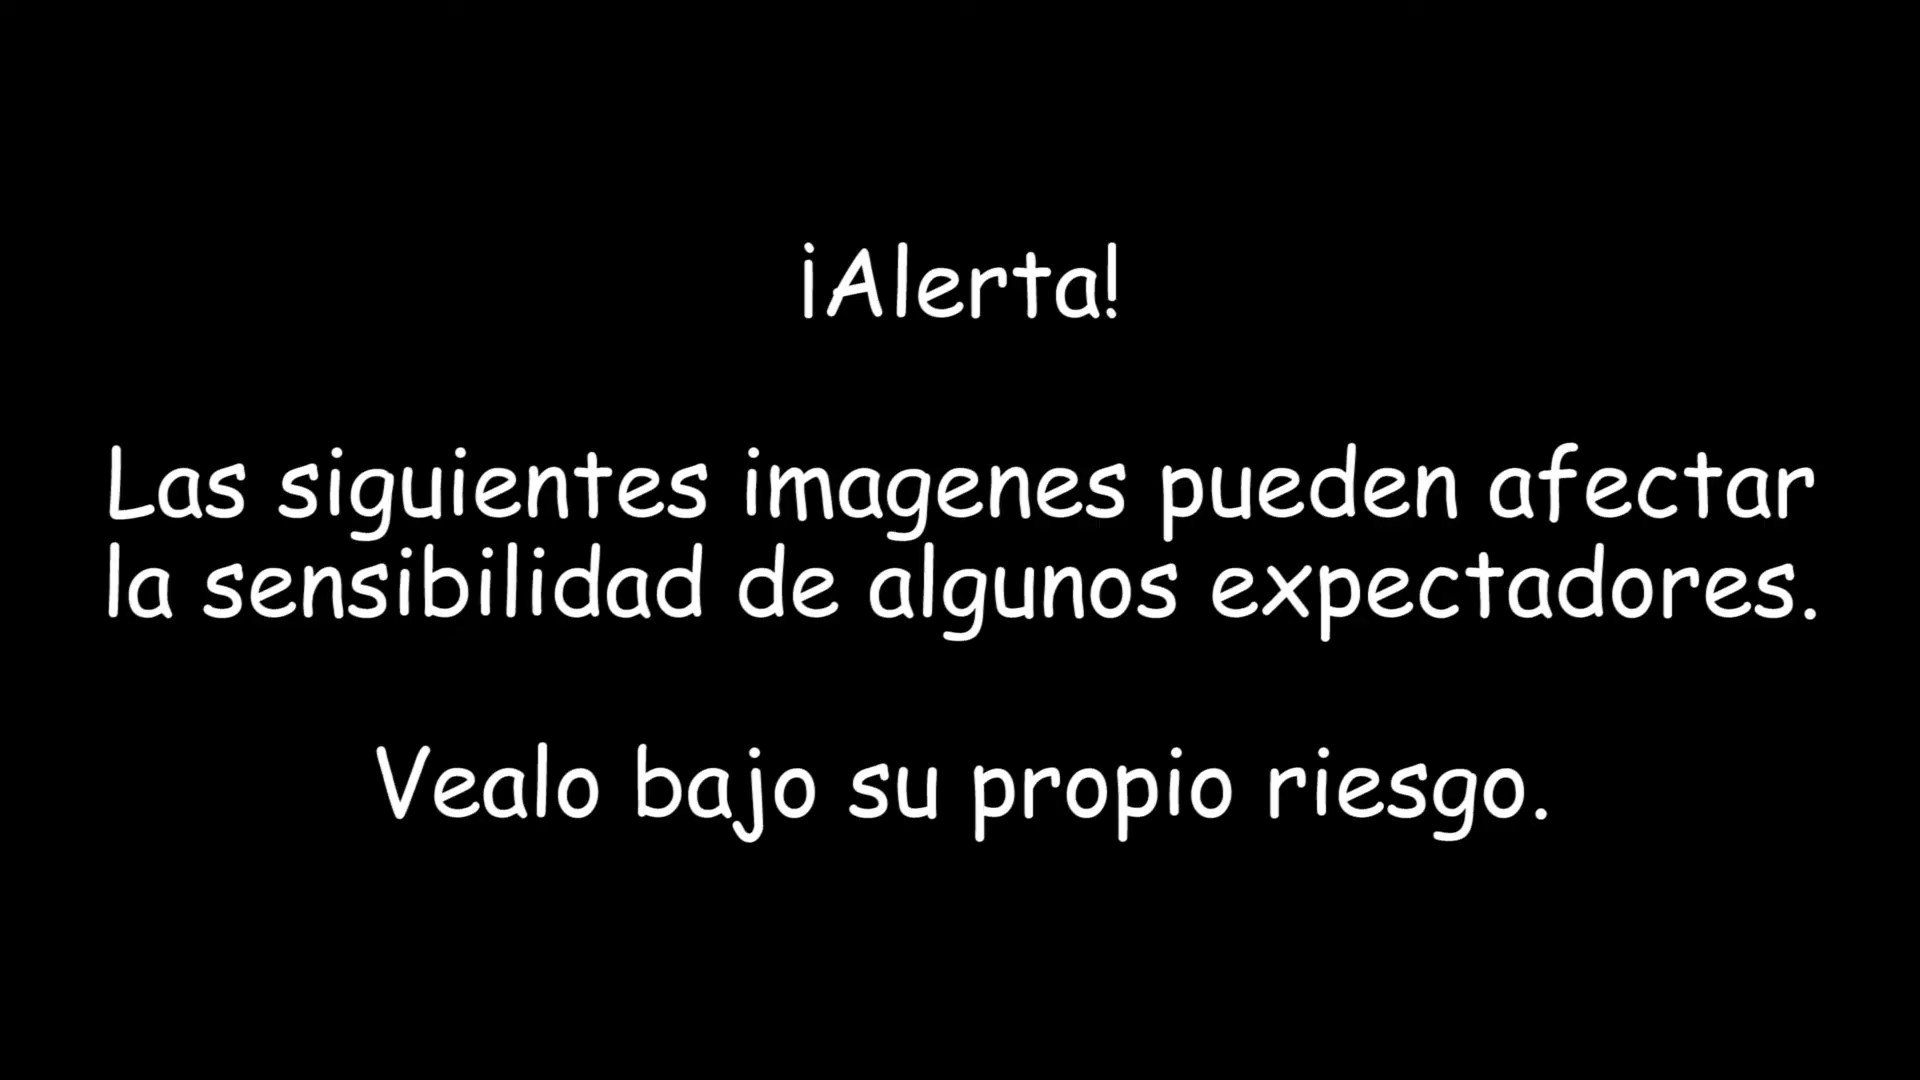 ¡Alerta!
Las siguientes imagenes pueden afectar
la sensibilidad de algunos expectadores.
Vealo bajo su propio riesgo.